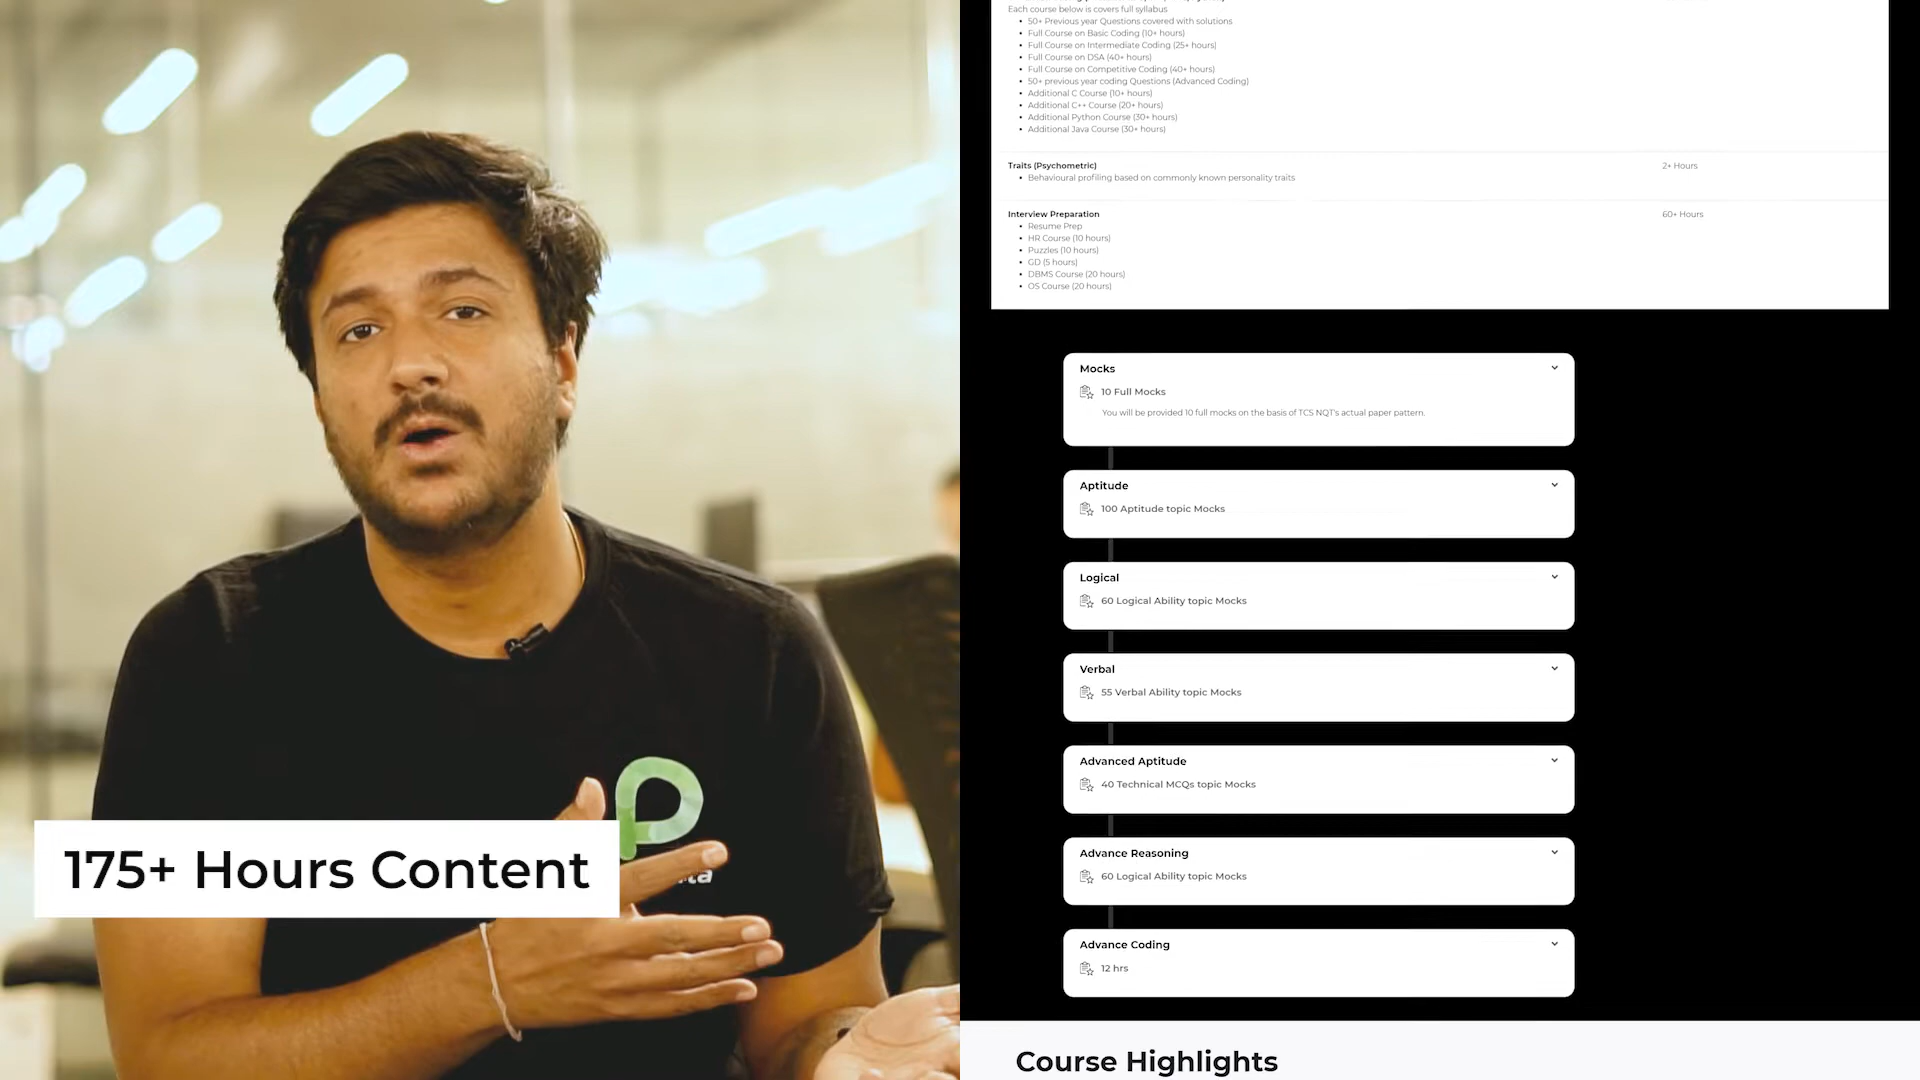 175+ Hours Content
Each course below is covers full syllabus
50+ Previous year Questions covered with solutions
Full Course on Basic Coding (10+ hours)
Full Course on Intermediate Coding (25+ hours)
Full Course on DSA (40+ hours)
Full Course on Competitive Coding (40+ hours)
50+ previous year coding Questions (Advanced Coding)
Additional C Course (10+ hours)
Additional C++ Course (20+ hours)
Additional Python Course (30+ hours)
Additional Java Course (30+ hours)
Traits (Psychometric) 2+ Hours
Behavioural profiling based on commonly known personality traits
Interview Preparation 60+ Hours
Resume Prep
HR Course (10 hours)
Puzzles (10 hours)
GD (5 hours)
DBMS Course (20 hours)
OS Course (20 hours)
Mocks
10 Full Mocks
You will be provided 10 full mocks on the basis of TCS NQT's actual paper pattern.
Aptitude
100 Aptitude topic Mocks
Logical
60 Logical Ability topic Mocks
Verbal
55 Verbal Ability topic Mocks
Advanced Aptitude
40 Technical MCQs topic Mocks
Advance Reasoning
60 Logical Ability topic Mocks
Advance Coding
12 hrs
Course Highlights